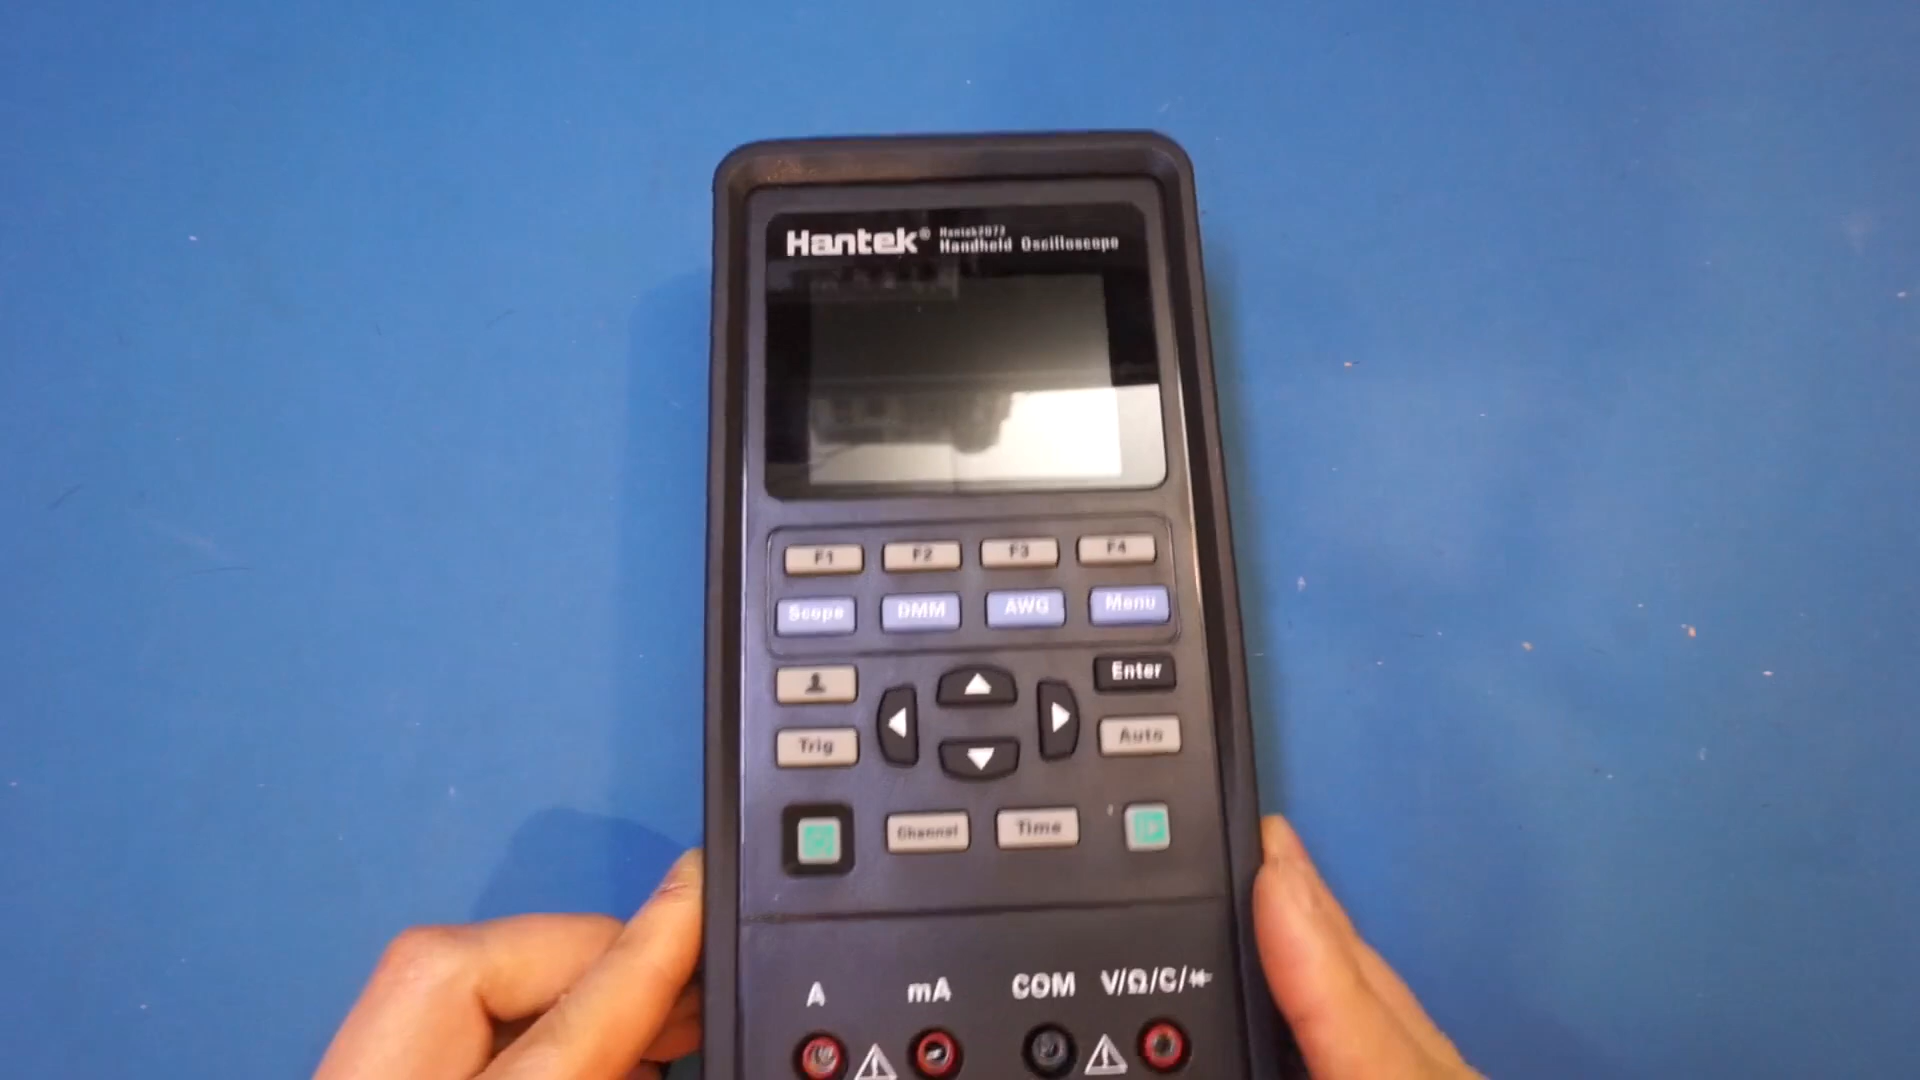 Hantek®
Handheld Oscilloscope
F1 F2 F3 F4
Scope DMM AWG Menu
Enter
Trig
Auto
Channel Time
A mA COM V/Ω/C/